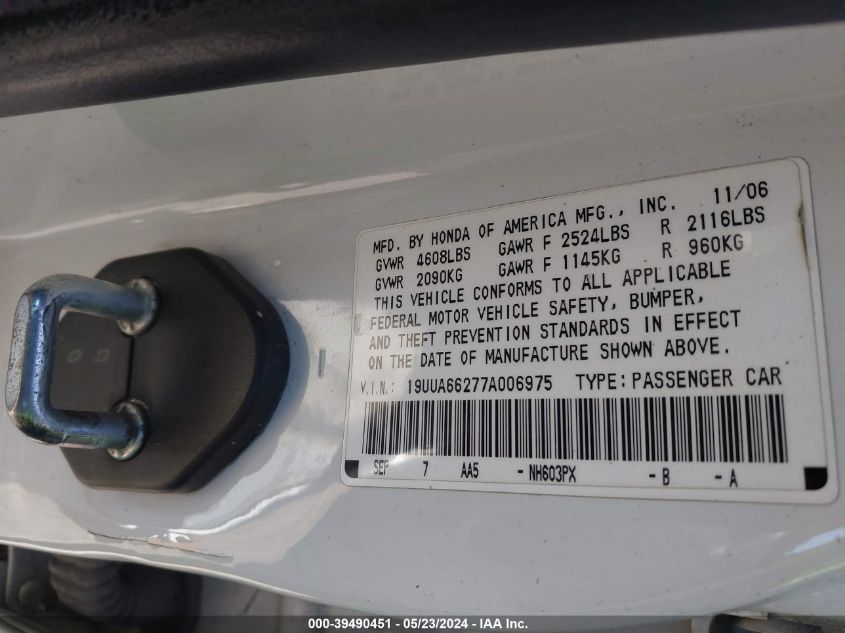 MFD. BY HONDA OF AMERICA MFG., INC. 11/06
GVWR 4608LBS GAWR F 2524LBS R 2116LBS
GVWR 2090KG GAWR F 1145KG R 960KG
THIS VEHICLE CONFORMS TO ALL APPLICABLE
FEDERAL MOTOR VEHICLE SAFETY, BUMPER,
AND THEFT PREVENTION STANDARDS IN EFFECT
ON THE DATE OF MANUFACTURE SHOWN ABOVE.
V.I.N.: 19UUA66277A006975 TYPE: PASSENGER CAR
SEP 7 AA5 - NH603PX - B - A
000-39490451 - 05/23/2024 - IAA Inc.